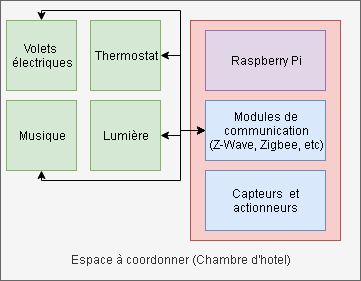 Volets
électriques
Thermostat
Musique
Lumière
Raspberry Pi
Modules de
communication
(Z-Wave, Zigbee, etc)
Capteurs et
actionneurs
Espace à coordonner (Chambre d'hotel)